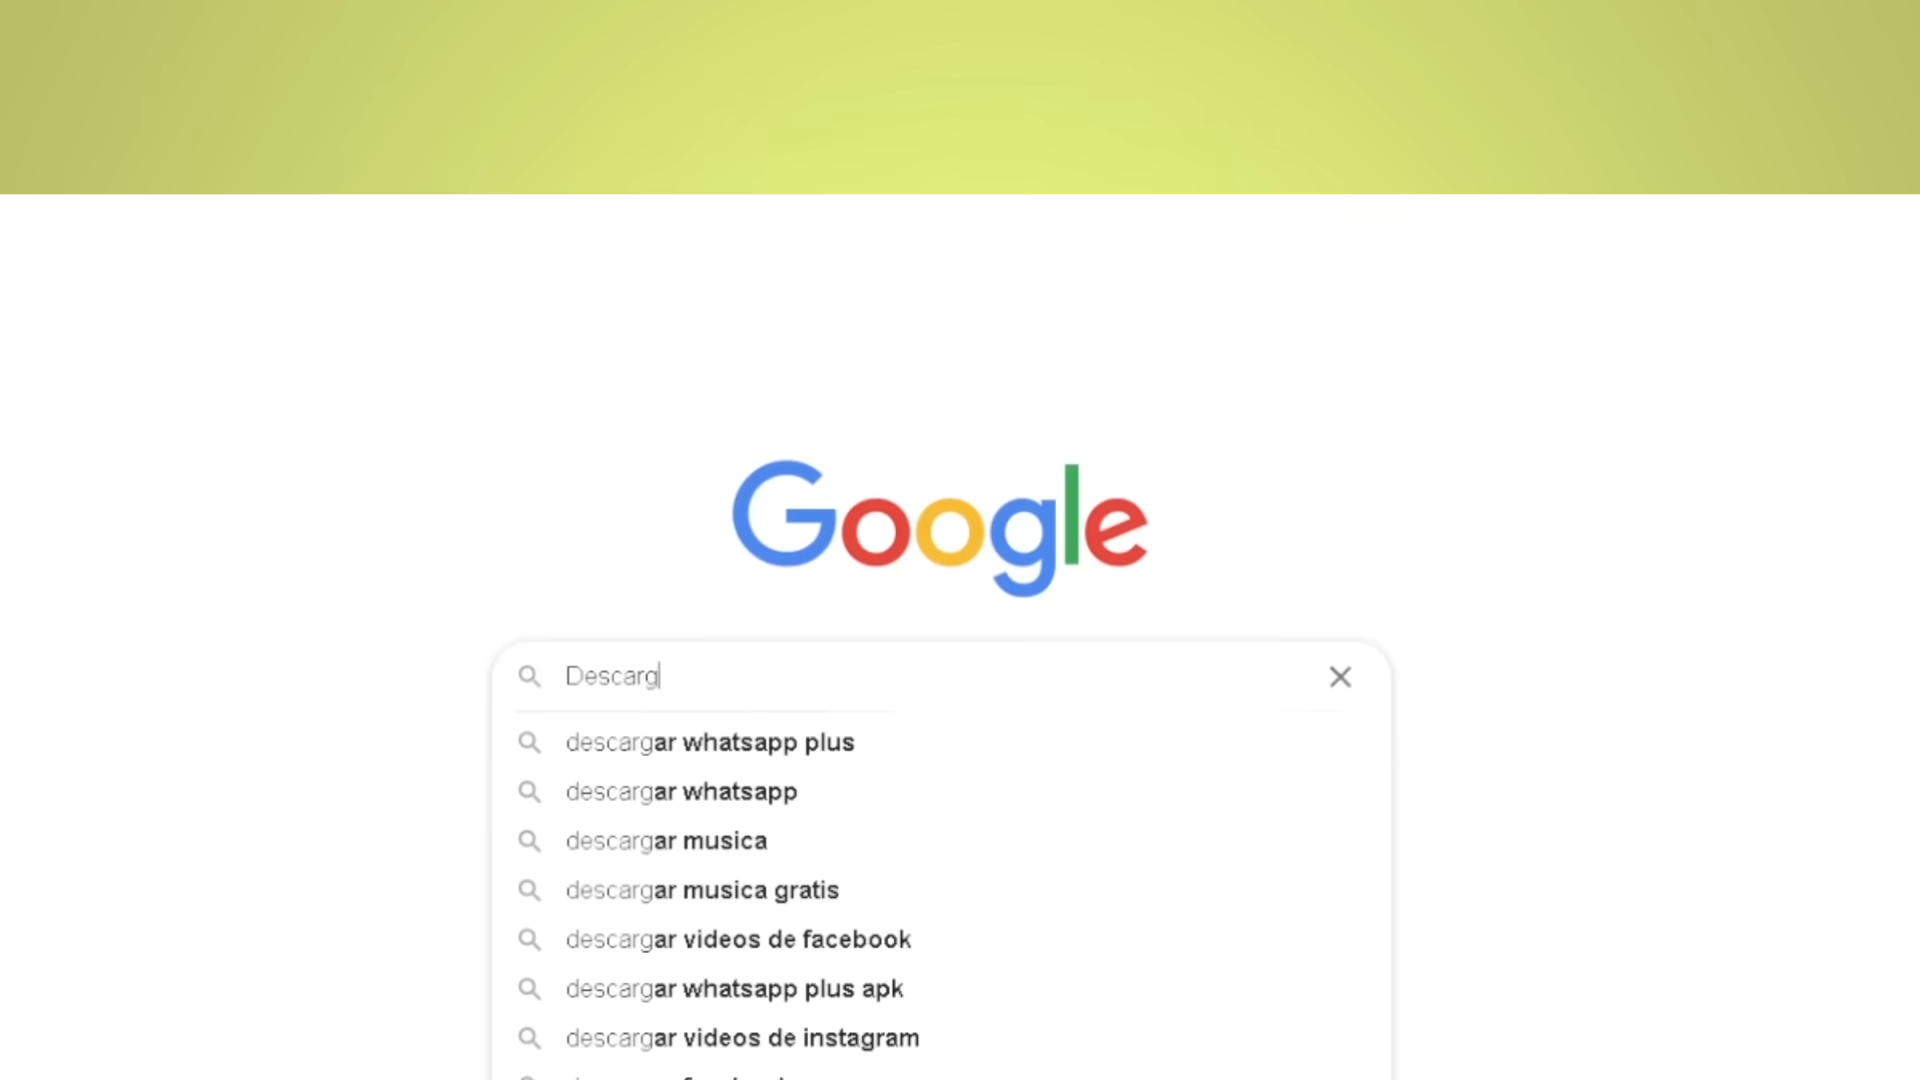 Google
Descarg
descargar whatsapp plus
descargar whatsapp
descargar musica
descargar musica gratis
descargar videos de facebook
descargar whatsapp plus apk
descargar videos de instagram